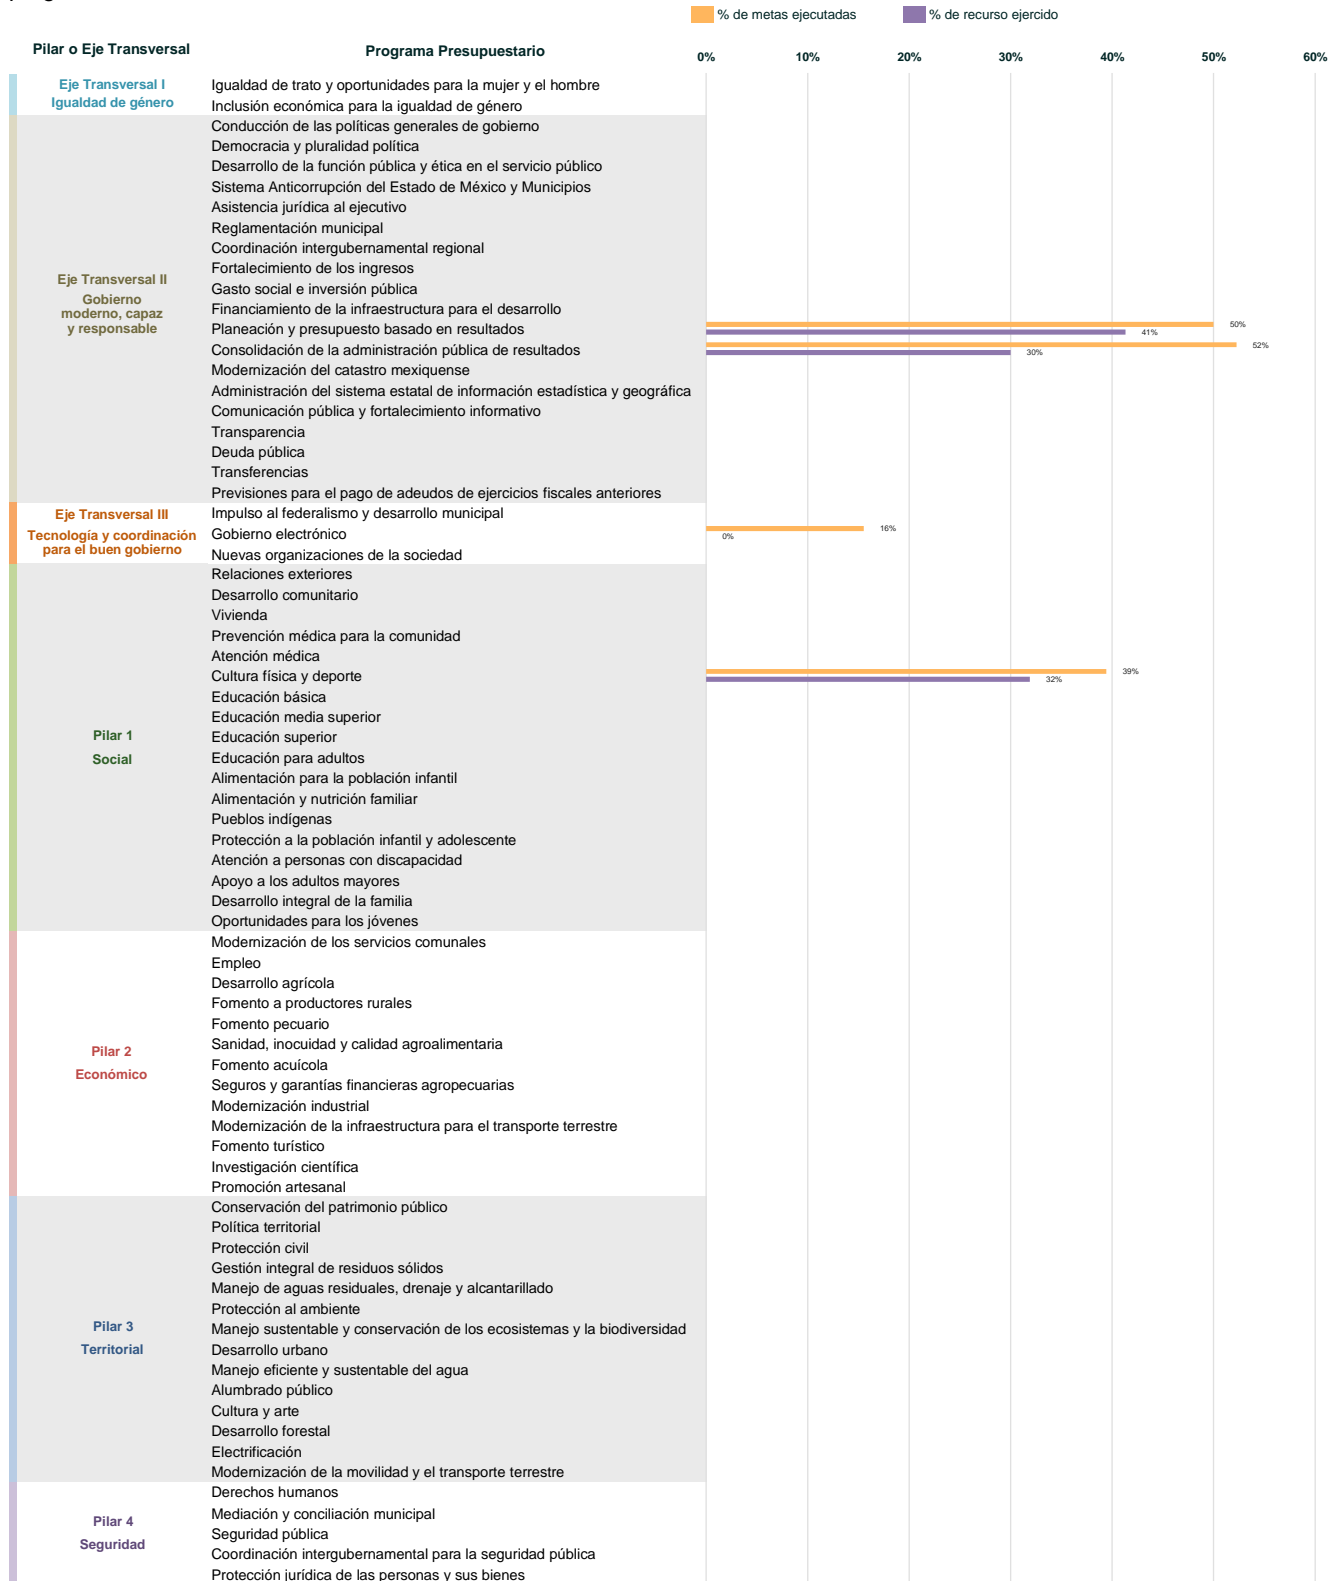 % de metas ejecutadas % de recurso ejercido
Pilar o Eje Transversal Programa Presupuestario 0% 10% 20% 30% 40% 50% 60%
Eje Transversal I
Igualdad de género
Igualdad de trato y oportunidades para la mujer y el hombre
Inclusión económica para la igualdad de género
Eje Transversal II
Gobierno
moderno, capaz
y responsable
Conducción de las políticas generales de gobierno
Democracia y pluralidad política
Desarrollo de la función pública y ética en el servicio público
Sistema Anticorrupción del Estado de México y Municipios
Asistencia jurídica al ejecutivo
Reglamentación municipal
Coordinación intergubernamental regional
Fortalecimiento de los ingresos
Gasto social e inversión pública
Financiamiento de la infraestructura para el desarrollo
Planeación y presupuesto basado en resultados
50%
41%
Consolidación de la administración pública de resultados
52%
30%
Modernización del catastro mexiquense
Administración del sistema estatal de información estadística y geográfica
Comunicación pública y fortalecimiento informativo
Transparencia
Deuda pública
Transferencias
Previsiones para el pago de adeudos de ejercicios fiscales anteriores
Eje Transversal III
Tecnología y coordinación
para el buen gobierno
Impulso al federalismo y desarrollo municipal
Gobierno electrónico
16%
0%
Nuevas organizaciones de la sociedad
Pilar 1
Social
Relaciones exteriores
Desarrollo comunitario
Vivienda
Prevención médica para la comunidad
Atención médica
Cultura física y deporte
39%
32%
Educación básica
Educación media superior
Educación superior
Educación para adultos
Alimentación para la población infantil
Alimentación y nutrición familiar
Pueblos indígenas
Protección a la población infantil y adolescente
Atención a personas con discapacidad
Apoyo a los adultos mayores
Desarrollo integral de la familia
Oportunidades para los jóvenes
Pilar 2
Económico
Modernización de los servicios comunales
Empleo
Desarrollo agrícola
Fomento a productores rurales
Fomento pecuario
Sanidad, inocuidad y calidad agroalimentaria
Fomento acuícola
Seguros y garantías financieras agropecuarias
Modernización industrial
Modernización de la infraestructura para el transporte terrestre
Fomento turístico
Investigación científica
Promoción artesanal
Pilar 3
Territorial
Conservación del patrimonio público
Política territorial
Protección civil
Gestión integral de residuos sólidos
Manejo de aguas residuales, drenaje y alcantarillado
Protección al ambiente
Manejo sustentable y conservación de los ecosistemas y la biodiversidad
Desarrollo urbano
Manejo eficiente y sustentable del agua
Alumbrado público
Cultura y arte
Desarrollo forestal
Electrificación
Modernización de la movilidad y el transporte terrestre
Pilar 4
Seguridad
Derechos humanos
Mediación y conciliación municipal
Seguridad pública
Coordinación intergubernamental para la seguridad pública
Protección jurídica de las personas y sus bienes